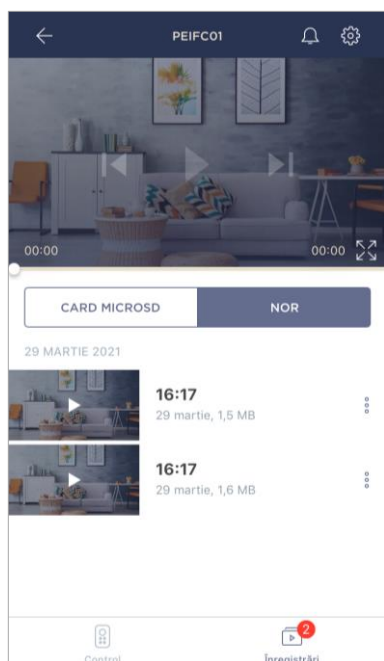 PEIFC01
00:00 00:00
CARD MICROSD NOR
29 MARTIE 2021
16:17
29 martie, 1,5 MB
16:17
29 martie, 1,6 MB
2
Control Înregistrări